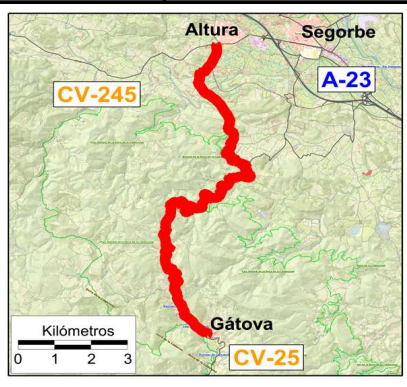 Altura
Segorbe
A-23
CV-245
Gátova
Kilómetros
0 1 2 3
CV-25